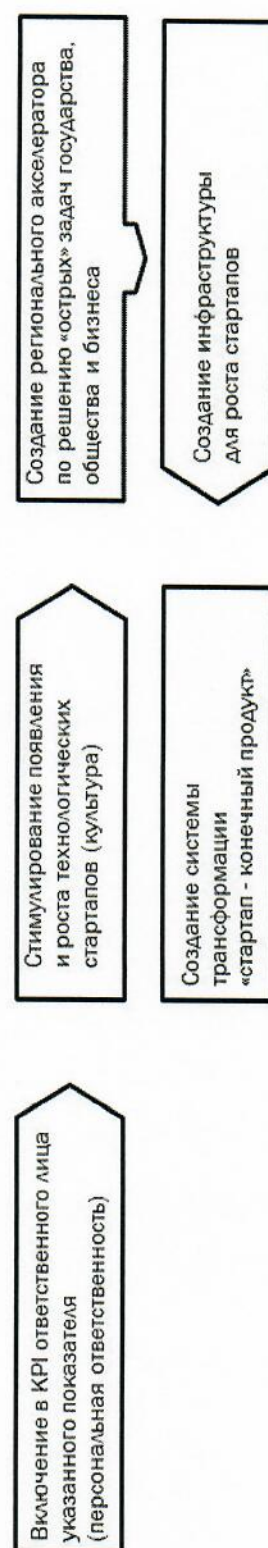 Включение в KPI ответственного лица
указанного показателя
(персональная ответственность)
Стимулирование появления
и роста технологических
стартапов (культура)
Создание регионального акселератора
по решению «острых» задач государства,
общества и бизнеса
Создание инфраструктуры
для роста стартапов
Создание системы
трансформации
«стартап - конечный продукт»